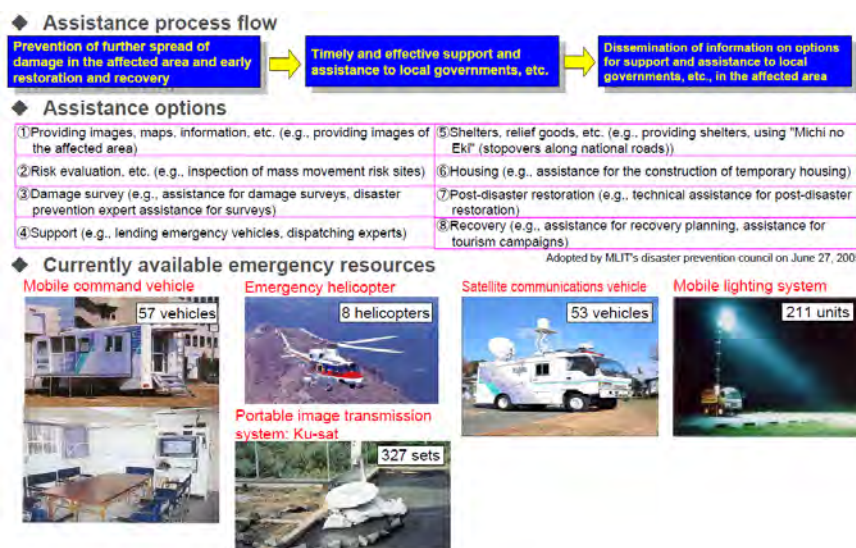 ◆ Assistance process flow
Prevention of further spread of
damage in the affected area and early
restoration and recovery
Timely and effective support and
assistance to local governments, etc.
Dissemination of information on options
for support and assistance to local
governments, etc., in the affected area
◆ Assistance options
①Providing images, maps, information, etc. (e.g., providing images of
the affected area)
②Risk evaluation, etc. (e.g., inspection of mass movement risk sites)
③Damage survey (e.g., assistance for damage surveys, disaster
prevention expert assistance for surveys)
④Support (e.g., lending emergency vehicles, dispatching experts)
⑤Shelters, relief goods, etc. (e.g., providing shelters, using "Michi no
Eki" (stopovers along national roads))
⑥Housing (e.g., assistance for the construction of temporary housing)
⑦Post-disaster restoration (e.g., technical assistance for post-disaster
restoration)
⑧Recovery (e.g., assistance for recovery planning, assistance for
tourism campaigns)
Adopted by MLIT's disaster prevention council on June 27,
◆ Currently available emergency resources
Mobile command vehicle
57 vehicles
Emergency helicopter
8 helicopters
Portable image transmission
system: Ku-sat
327 sets
Satellite communications vehicle
53 vehicles
Mobile lighting system
211 units